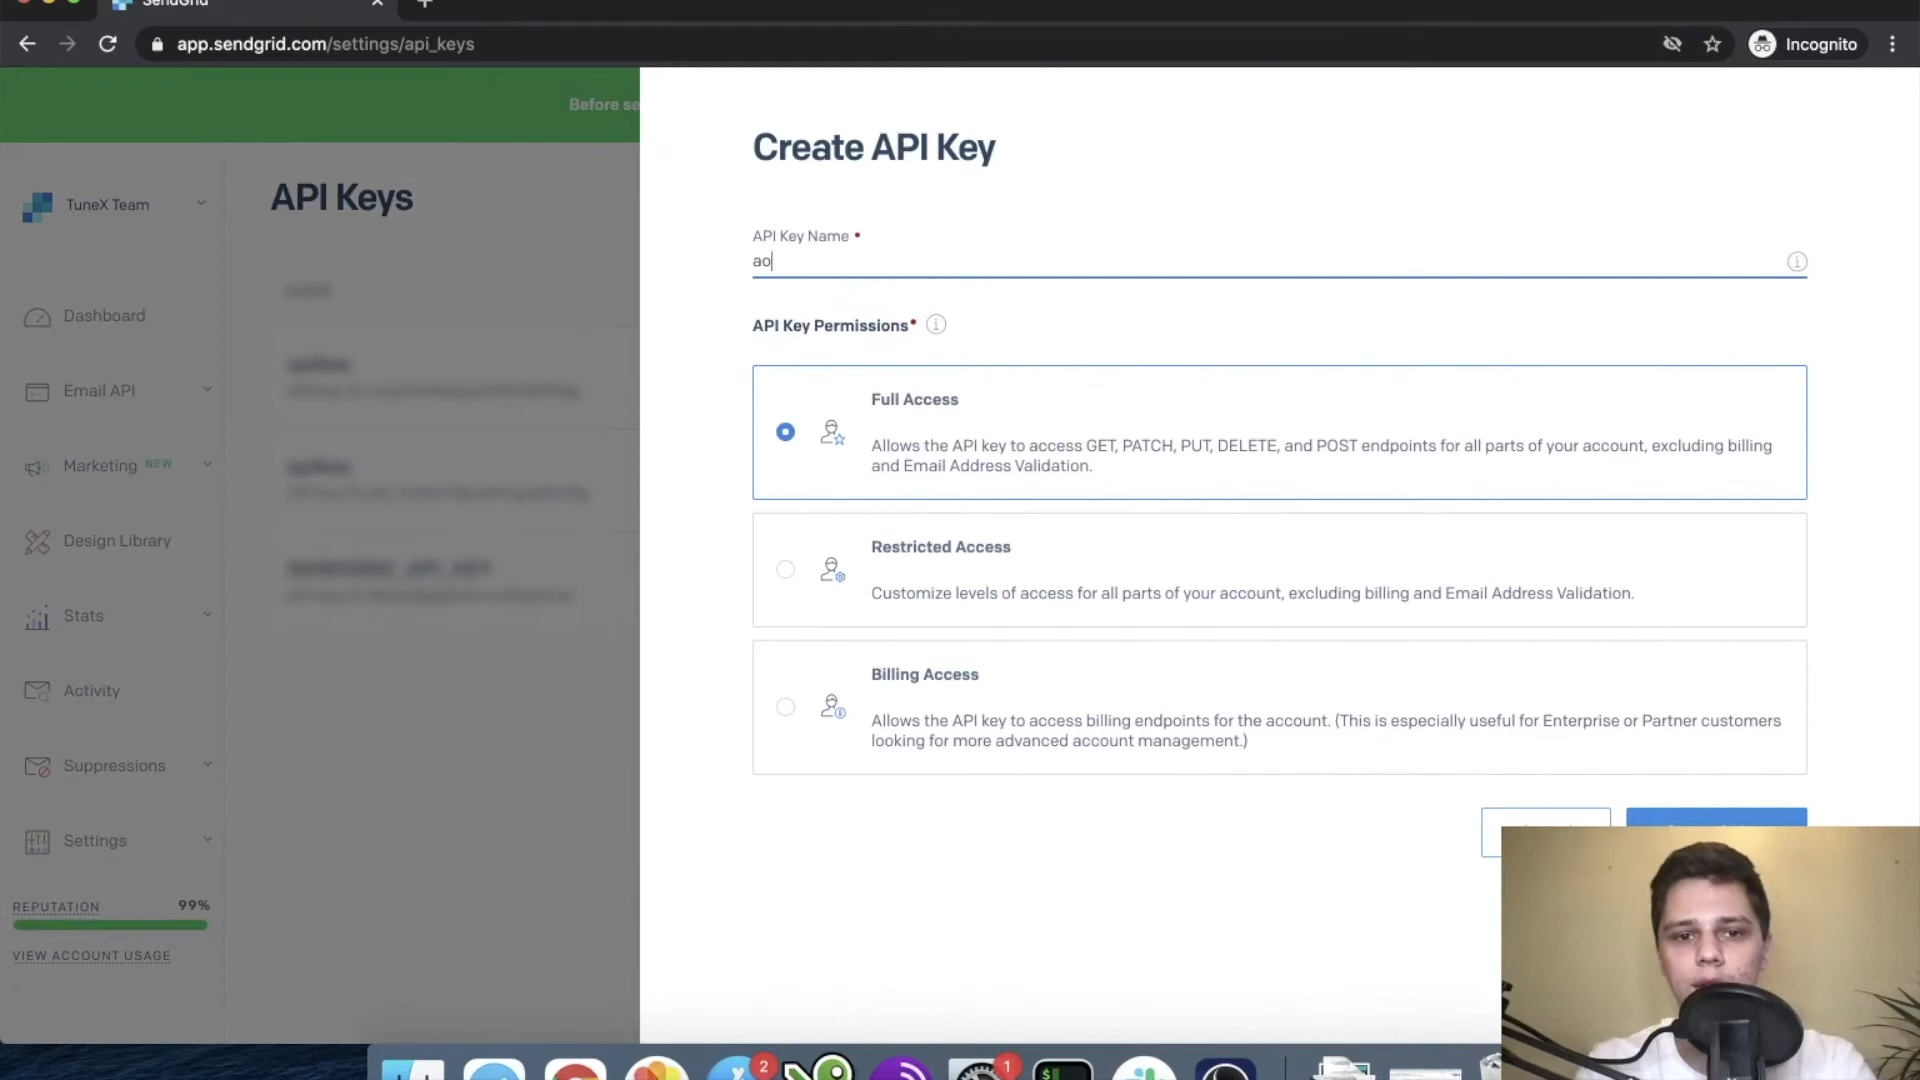 SendGrid
app.sendgrid.com/settings/api_keys
Incognito
Before se
Create API Key
API Keys
TuneX Team
API Key Name •
ao
API Key Permissions•
Dashboard
Full Access
Email API
Allows the API key to access GET, PATCH, PUT, DELETE, and POST endpoints for all parts of your account, excluding billing
and Email Address Validation.
Marketing NEW
Design Library
Restricted Access
Customize levels of access for all parts of your account, excluding billing and Email Address Validation.
Stats
Activity
Billing Access
Allows the API key to access billing endpoints for the account. (This is especially useful for Enterprise or Partner customers
looking for more advanced account management.)
Suppressions
Settings
REPUTATION 99%
VIEW ACCOUNT USAGE
2
1